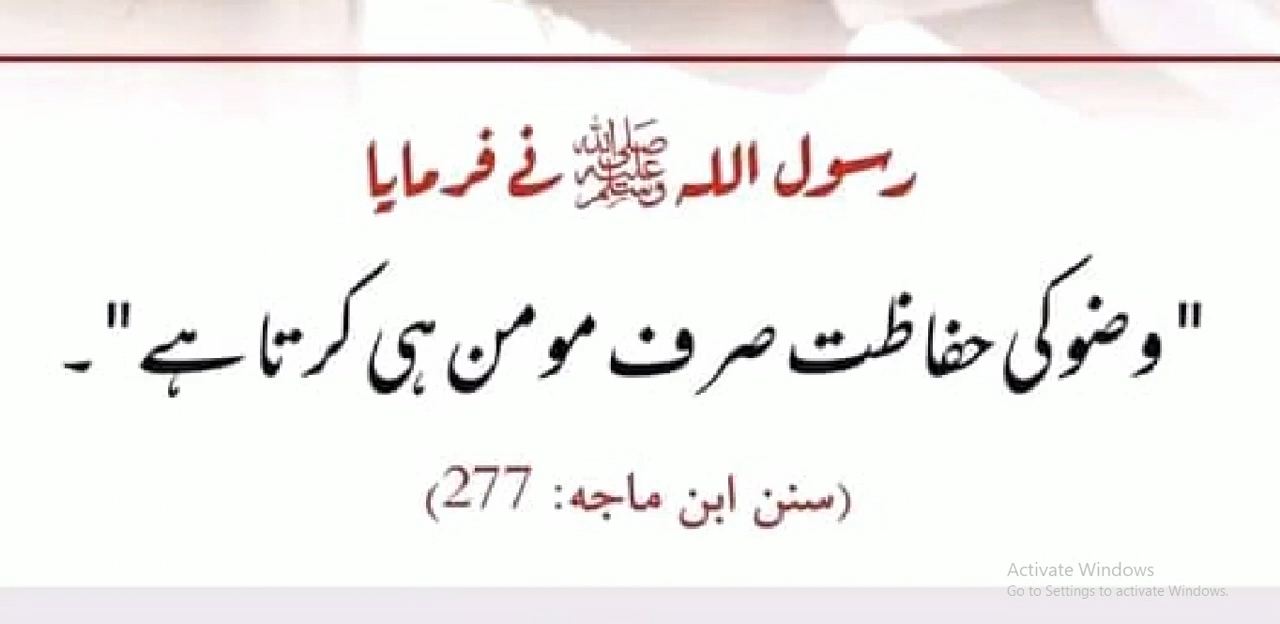 رسول اللہ ﷺ نے فرمایا
"وضو کی حفاظت صرف مومن ہی کرتا ہے"۔
(سنن ابن ماجه: 277)
Activate Windows
Go to Settings to activate Windows.